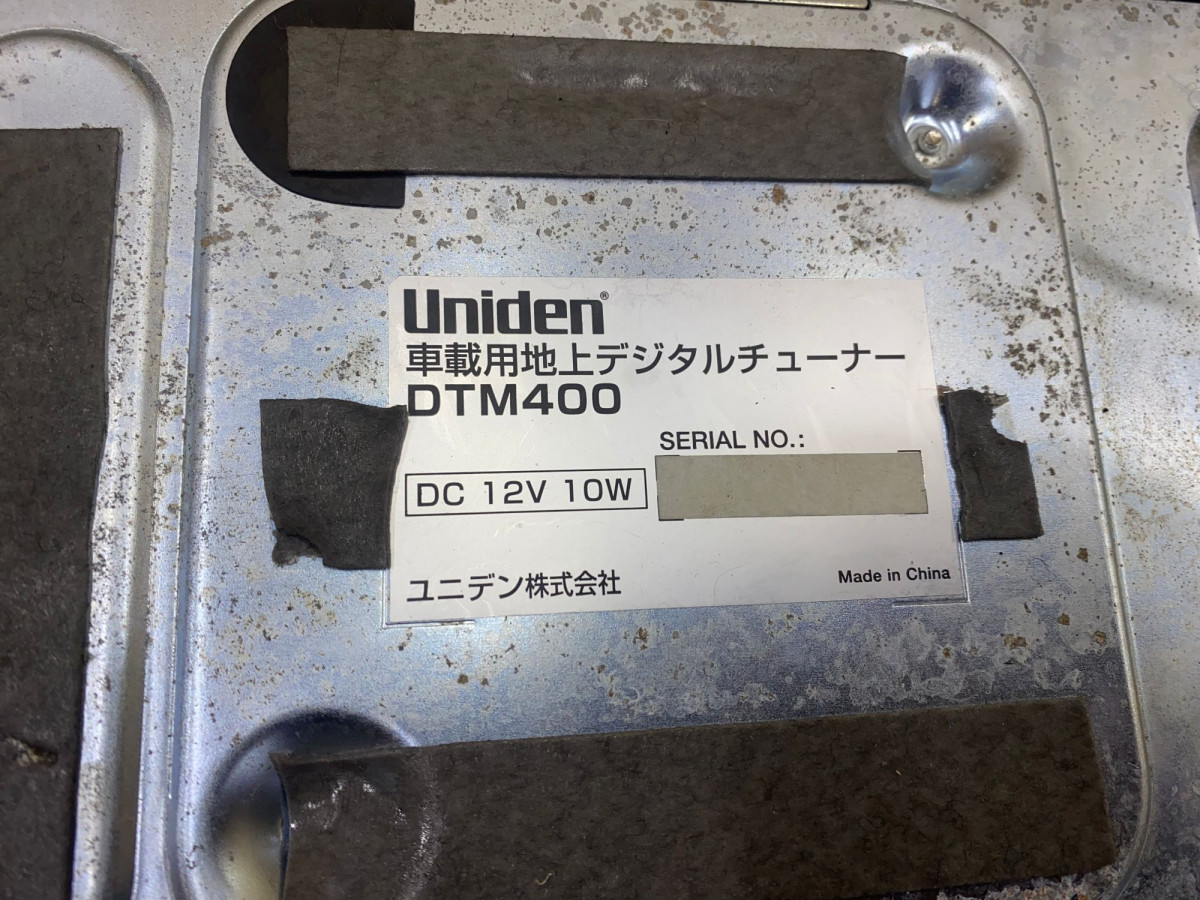 Uniden®
車載用地上デジタルチューナー
DTM400
SERIAL NO.:
DC 12V 10W
ユニデン株式会社
Made in China